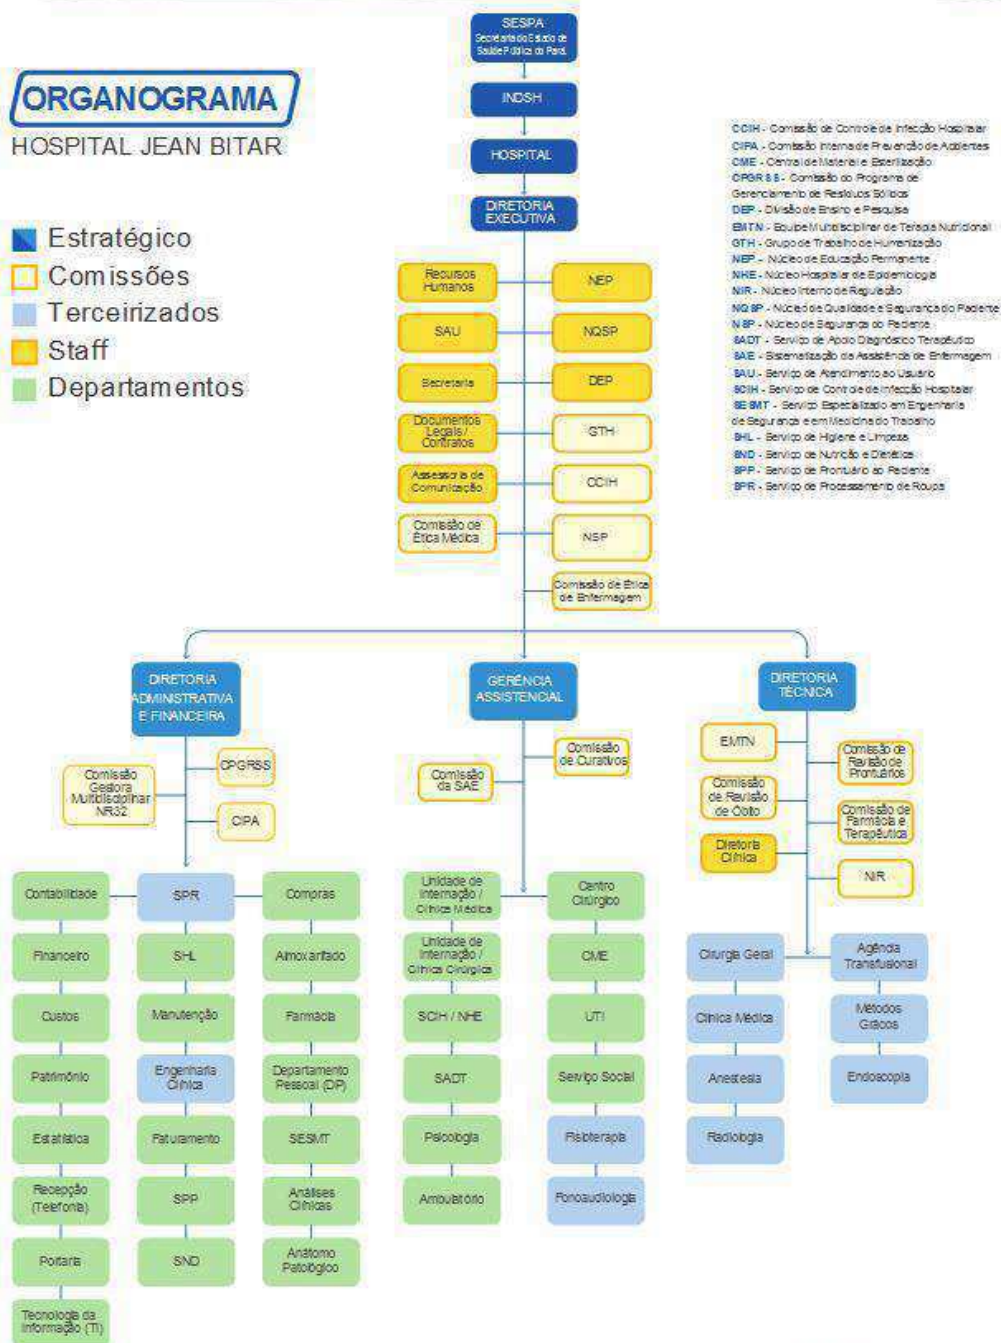 SESPA
Secretaria do Estado de
Saúde Pública do Pará.
ORGANOGRAMA
HOSPITAL JEAN BITAR
INDSH
HOSPITAL
DIRETORIA
EXECUTIVA
Estratégico
Comissões
Terceirizados
Staff
Departamentos
CCIH - Comissão de Controle de Infecção Hospitalar
CIPA - Comissão Interna de Prevenção de Acidentes
CME - Central de Material e Esterilização
CPGRSS - Comissão do Programa de
Gerenciamento de Resíduos Sólidos
DEP - Divisão de Ensino e Pesquisa
EMTN - Equipe Multidisciplinar de Terapia Nutricional
GTH - Grupo de Trabalho de Humanização
NEP - Núcleo de Educação Permanente
NHE - Núcleo Hospitalar de Epidemiologia
NIR - Núcleo Interno de Regulação
NQSP - Núcleo de Qualidade e Segurança do Paciente
NSP - Núcleo de Segurança do Paciente
SADT - Serviço de Apoio Diagnóstico Terapêutico
SAE - Sistematização da Assistência de Enfermagem
SAU - Serviço de Atendimento ao Usuário
SCIH - Serviço de Controle de Infecção Hospitalar
SESMT - Serviço Especializado em Engenharia
de Segurança e em Medicina do Trabalho
SHL - Serviço de Higiene e Limpeza
SND - Serviço de Nutrição e Dietética
SPP - Serviço de Prontuário ao Paciente
SPR - Serviço de Processamento de Roupa
Recursos
Humanos
NEP
SAU
NQSP
Secretaria
DEP
Documentos
Legais /
Contratos
GTH
Assessoria de
Comunicação
CCIH
Comissão de
Ética Médica
NSP
Comissão de Ética
de Enfermagem
DIRETORIA
ADMINISTRATIVA
E FINANCEIRA
GERÊNCIA
ASSISTENCIAL
DIRETORIA
TÉCNICA
Comissão
Gestora
Multidisciplinar
NR32
CPGRSS
CIPA
Comissão
da SAE
Comissão
de Curativos
EMTN
Comissão de
Revisão de
Prontuários
Comissão
de Revisão
de Óbito
Comissão de
Farmácia e
Terapêutica
Diretoria
Clínica
NIR
Contabilidade
SPR
Compras
Financeiro
SHL
Almoxarifado
Custos
Manutenção
Farmácia
Patrimônio
Engenharia
Clínica
Departamento
Pessoal (DP)
Estatística
Faturamento
SESMT
Recepção
(Telefonia)
SPP
Análises
Clínicas
Portaria
SND
Anátomo
Patológico
Tecnologia da
Informação (TI)
Unidade de
Internação /
Clínica Médica
Centro
Cirúrgico
Unidade de
Internação /
Clínica Cirúrgica
CME
SCIH / NHE
UTI
SADT
Serviço Social
Psicologia
Fisioterapia
Ambulatório
Fonoaudiologia
Cirurgia Geral
Agência
Transfusional
Clínica Médica
Métodos
Gráficos
Anestesia
Endoscopia
Radiologia